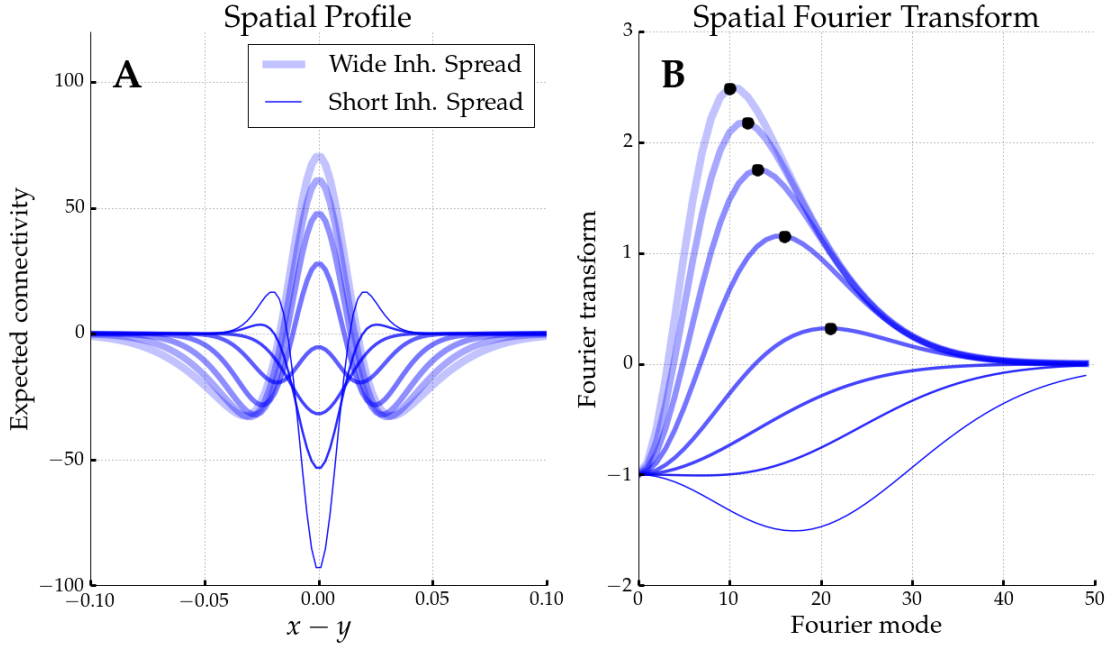 Spatial Profile
A
Wide Inh. Spread
Short Inh. Spread
Expected connectivity
100
50
0
−50
−100
−0.10
−0.05
0.00
0.05
0.10
x − y
Spatial Fourier Transform
B
Fourier transform
3
2
1
0
−1
−2
0
10
20
30
40
50
Fourier mode